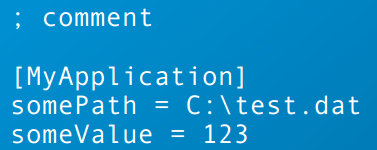 ; comment
[MyApplication]
somePath = C:\test.dat
someValue = 123